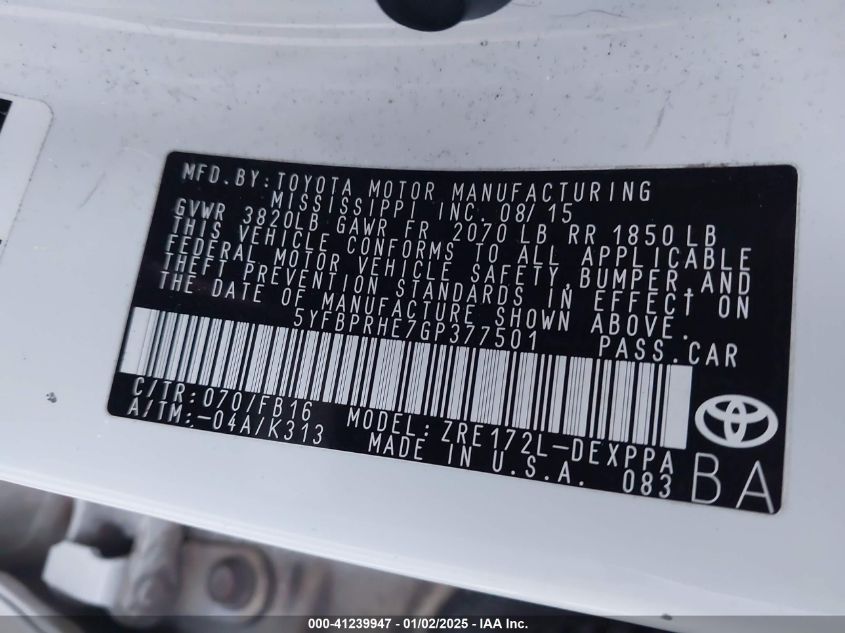 MFD. BY: TOYOTA MOTOR MANUFACTURING
MISSISSIPPI INC. 08/15
GVWR 3820LB GAWR FR 2070 LB RR 1850 LB
THIS VEHICLE CONFORMS TO ALL APPLICABLE
FEDERAL MOTOR VEHICLE SAFETY, BUMPER, AND
THEFT PREVENTION STANDARDS IN EFFECT ON
THE DATE OF MANUFACTURE SHOWN ABOVE.
5YFBPRHE7GP377501 PASS. CAR
C/TR: 070/FB16 MODEL: ZRE172L-DEXPPA
A/TM: -04A/K313 MADE IN U.S.A. 083
BA
000-41239947 — 01/02/2025 — IAA Inc.